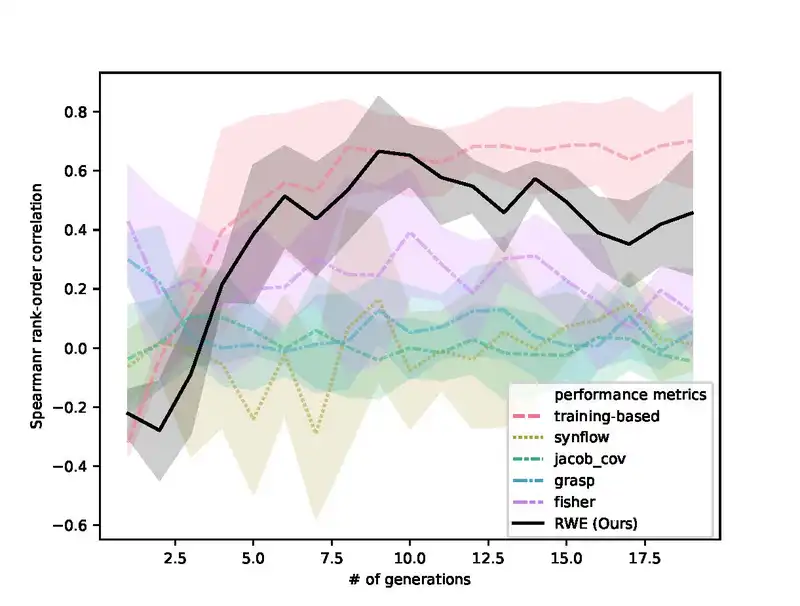 0.8
0.6
0.4
0.2
0.0
−0.2
−0.4
−0.6
Spearmanr rank-order correlation
2.5 5.0 7.5 10.0 12.5 15.0 17.5
# of generations
performance metrics
training-based
synflow
jacob_cov
grasp
fisher
RWE (Ours)